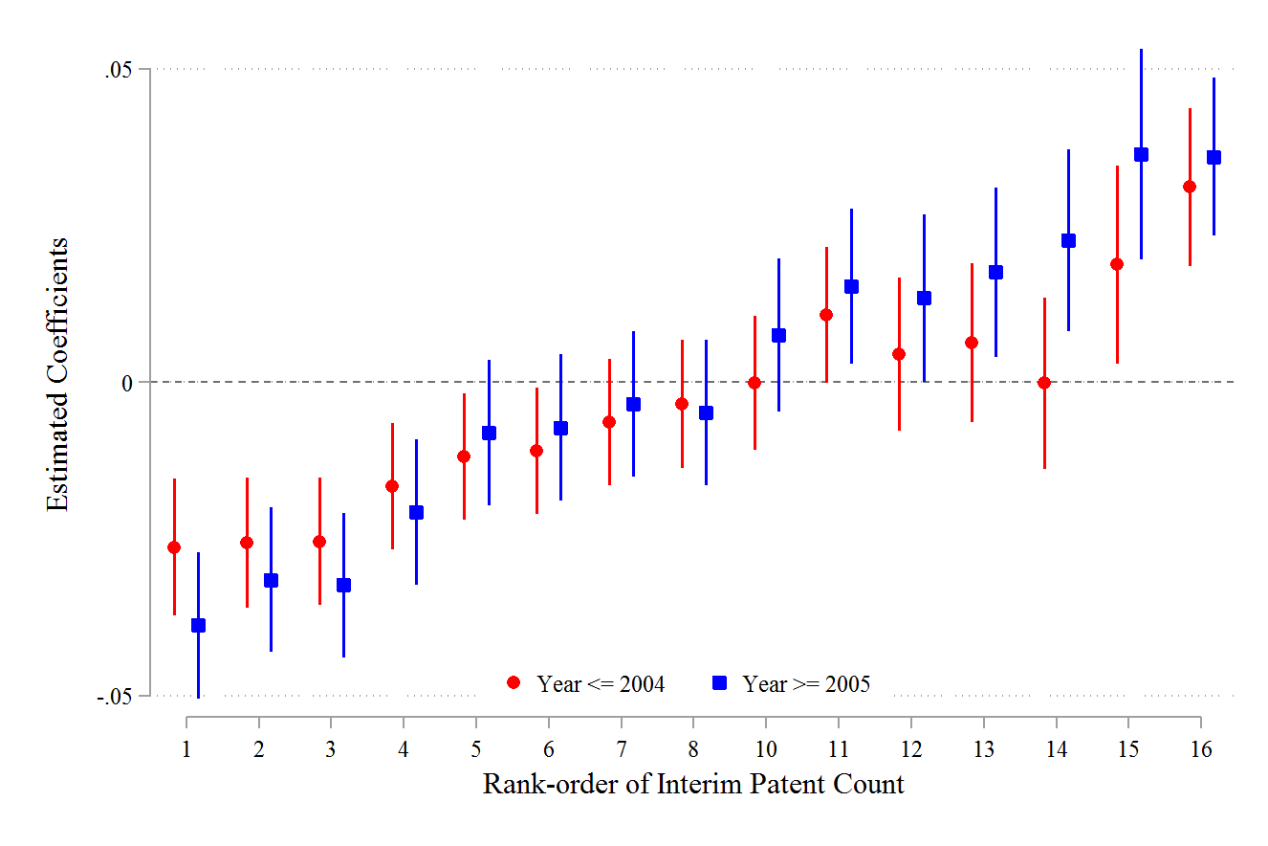 .05
0
-.05
Estimated Coefficients
Year <= 2004 Year >= 2005
1 2 3 4 5 6 7 8 10 11 12 13 14 15 16
Rank-order of Interim Patent Count